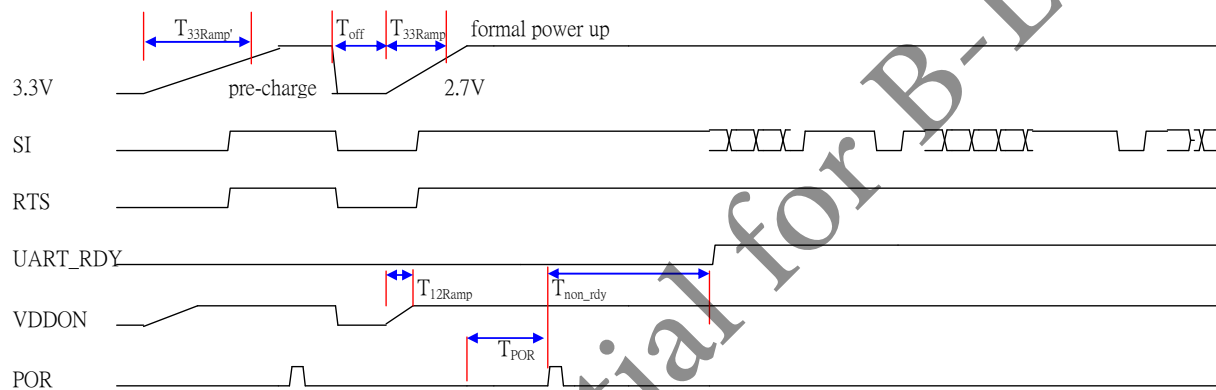 T33Ramp' Toff T33Ramp formal power up
3.3V pre-charge 2.7V
SI
RTS
UART_RDY
T12Ramp Tnon_rdy
VDDON
TPOR
POR
tial for B-L